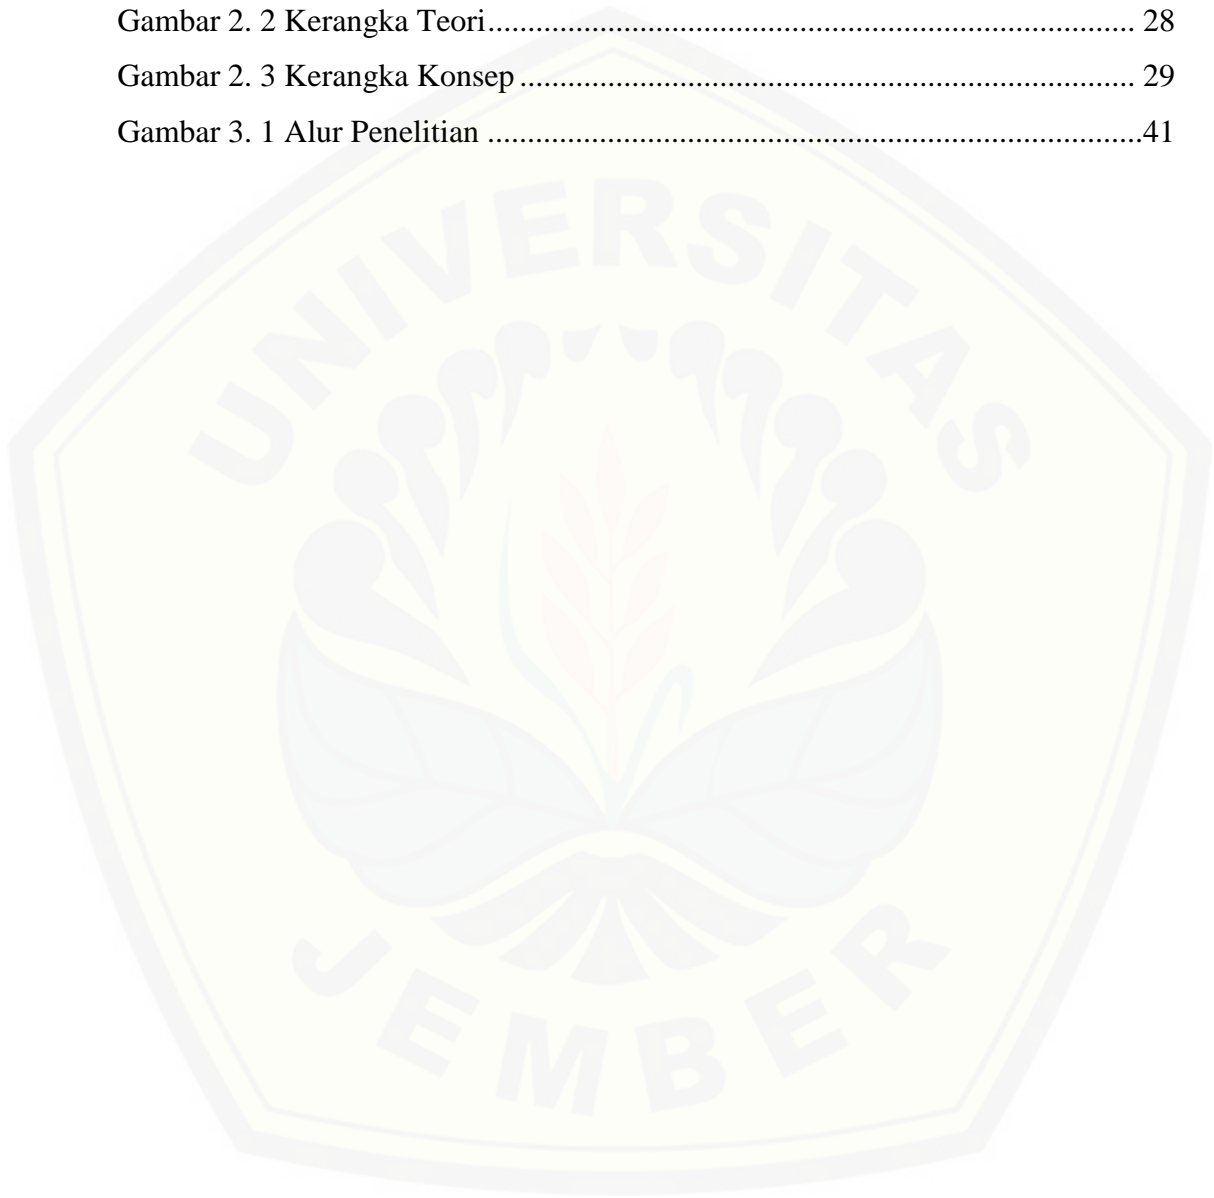 Gambar 2. 2 Kerangka Teori................................................................................ 28
Gambar 2. 3 Kerangka Konsep ............................................................................ 29
Gambar 3. 1 Alur Penelitian .................................................................................41
UNIVERSITAS
JEMBER